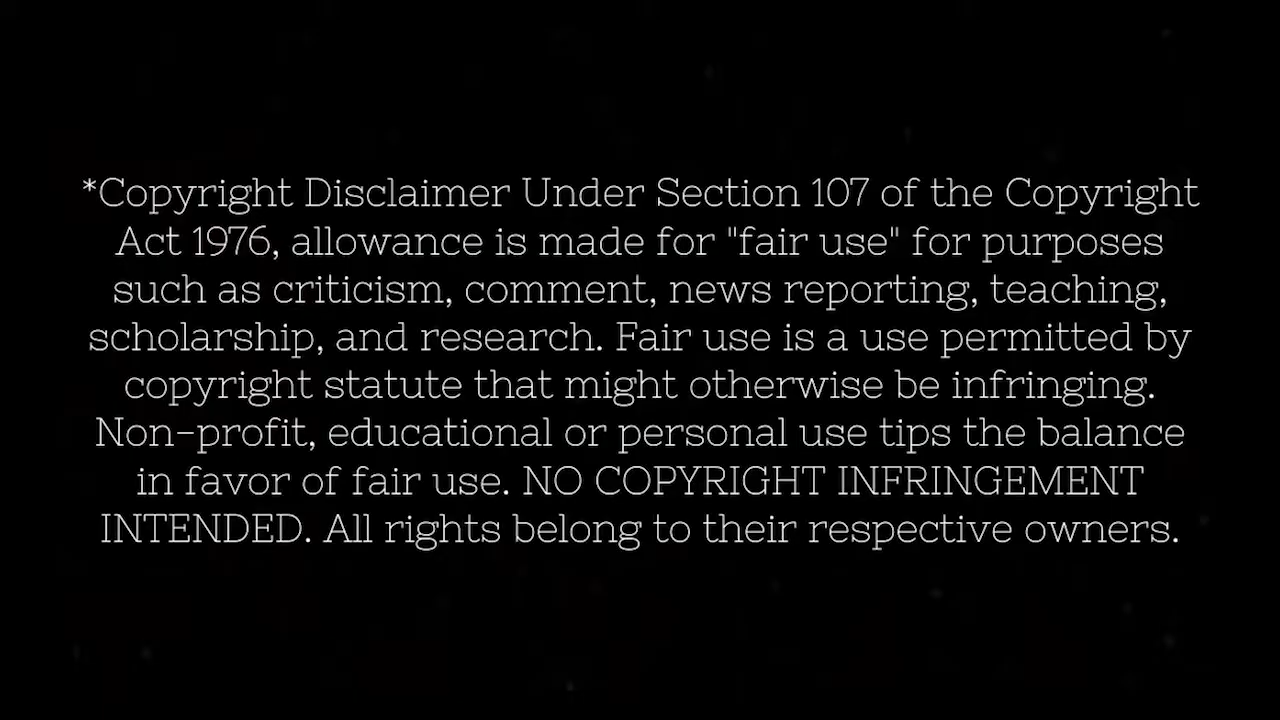 *Copyright Disclaimer Under Section 107 of the Copyright
Act 1976, allowance is made for "fair use" for purposes
such as criticism, comment, news reporting, teaching,
scholarship, and research. Fair use is a use permitted by
copyright statute that might otherwise be infringing.
Non-profit, educational or personal use tips the balance
in favor of fair use. NO COPYRIGHT INFRINGEMENT
INTENDED. All rights belong to their respective owners.